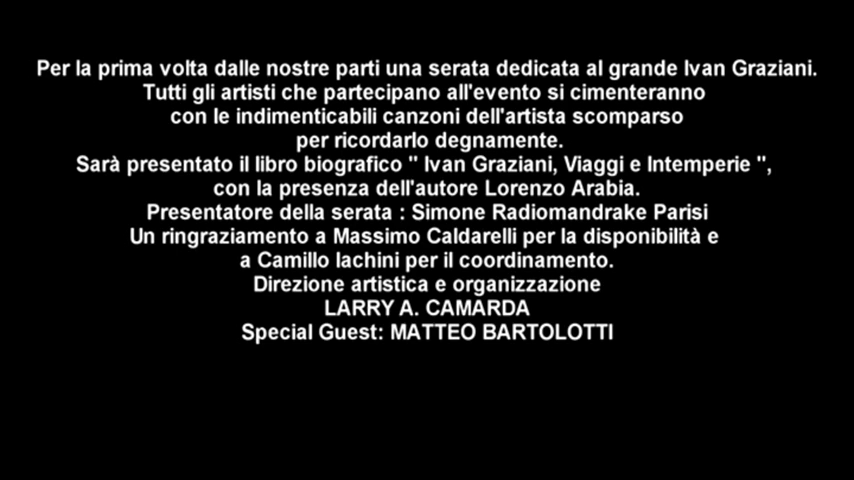 Per la prima volta dalle nostre parti una serata dedicata al grande Ivan Graziani.
Tutti gli artisti che partecipano all'evento si cimenteranno
con le indimenticabili canzoni dell'artista scomparso
per ricordarlo degnamente.
Sarà presentato il libro biografico " Ivan Graziani, Viaggi e Intemperie ",
con la presenza dell'autore Lorenzo Arabia.
Presentatore della serata : Simone Radiomandrake Parisi
Un ringraziamento a Massimo Caldarelli per la disponibilità e
a Camillo Iachini per il coordinamento.
Direzione artistica e organizzazione
LARRY A. CAMARDA
Special Guest: MATTEO BARTOLOTTI